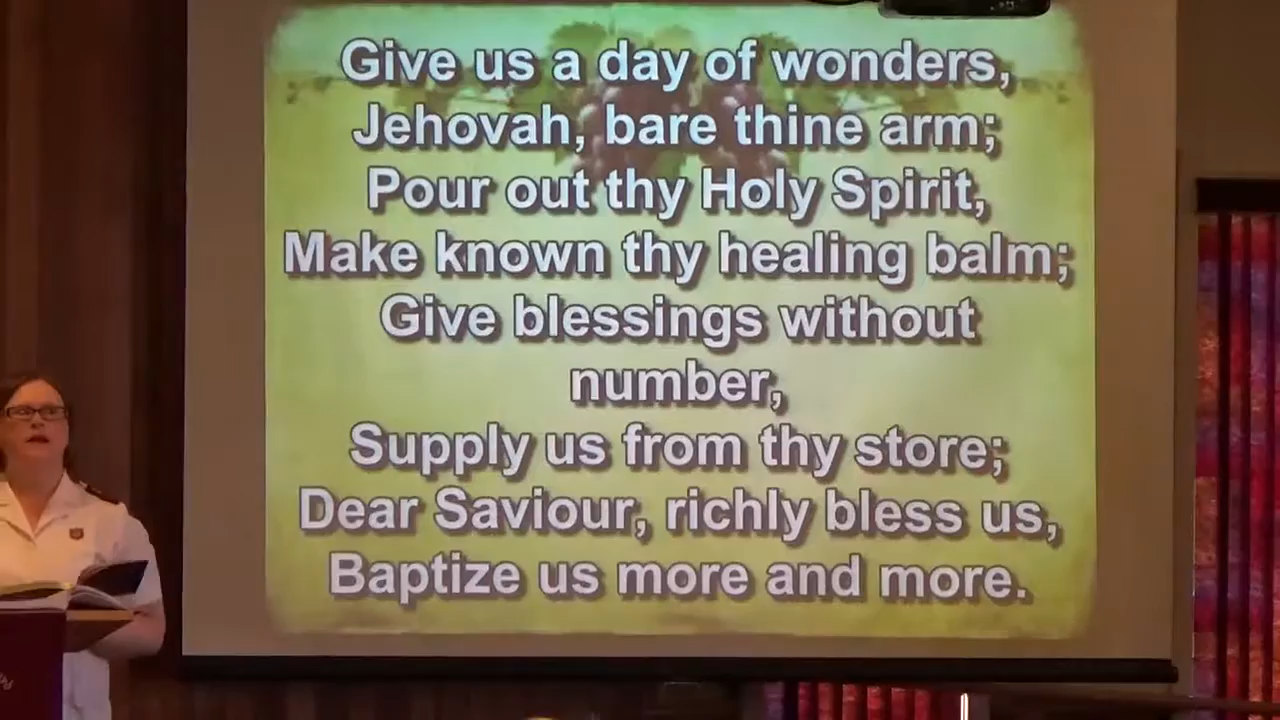 Give us a day of wonders,
Jehovah, bare thine arm;
Pour out thy Holy Spirit,
Make known thy healing balm;
Give blessings without
number,
Supply us from thy store;
Dear Saviour, richly bless us,
Baptize us more and more.